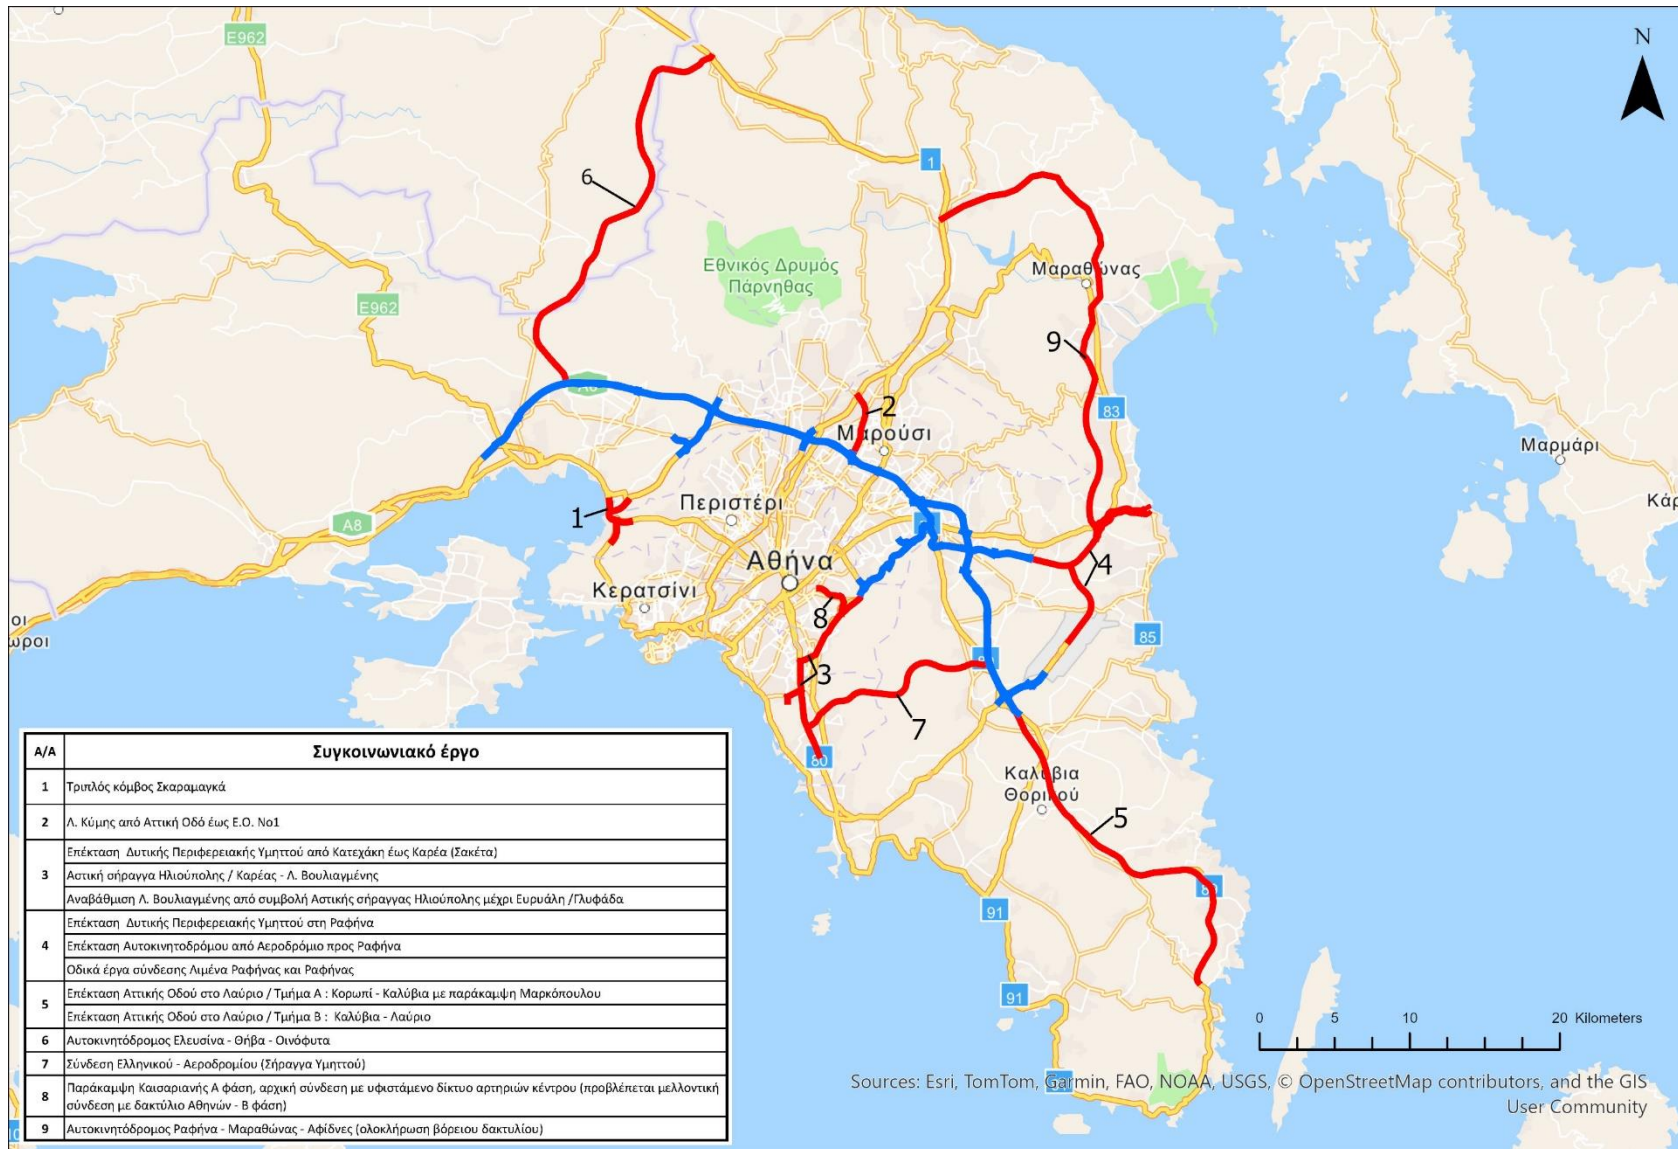 N
E962
1
6
Εθνικός Δρυμός
Πάρνηθας
Μαραθώνας
E962
9
2
83
Μαρούσι
Μαρμάρι
Κάρ
Περιστέρι
1
A8
Αθήνα
4
Κερατσίνι
8
οι
ωροι
85
3
7
80
Καλύβια
Θορικού
5
91
91
Α/Α Συγκοινωνιακό έργο
1 Τριπλός κόμβος Σκαραμαγκά
2 Λ. Κύμης από Αττική Οδό έως Ε.Ο. Νο1
3 Επέκταση Δυτικής Περιφερειακής Υμηττού από Κατεχάκη έως Καρέα (Σακέτα)
Αστική σήραγγα Ηλιούπολης / Καρέας - Λ. Βουλιαγμένης
Αναβάθμιση Λ. Βουλιαγμένης από συμβολή Αστικής σήραγγας Ηλιούπολης μέχρι Ευρυάλη /Γλυφάδα
4 Επέκταση Δυτικής Περιφερειακής Υμηττού στη Ραφήνα
Επέκταση Αυτοκινητοδρόμου από Αεροδρόμιο προς Ραφήνα
Οδικά έργα σύνδεσης Λιμένα Ραφήνας και Ραφήνας
5 Επέκταση Αττικής Οδού στο Λαύριο / Τμήμα Α : Κορωπί - Καλύβια με παράκαμψη Μαρκόπουλου
Επέκταση Αττικής Οδού στο Λαύριο / Τμήμα Β : Καλύβια - Λαύριο
6 Αυτοκινητόδρομος Ελευσίνα - Θήβα - Οινόφυτα
7 Σύνδεση Ελληνικού - Αεροδρομίου (Σήραγγα Υμηττού)
8 Παράκαμψη Καισαριανής Α φάση, αρχική σύνδεση με υφιστάμενο δίκτυο αρτηριών κέντρου (προβλέπεται μελλοντική
σύνδεση με δακτύλιο Αθηνών - Β φάση)
9 Αυτοκινητόδρομος Ραφήνα - Μαραθώνας - Αφίδνες (ολοκλήρωση βόρειου δακτυλίου)
0 5 10 20 Kilometers
Sources: Esri, TomTom, Garmin, FAO, NOAA, USGS, © OpenStreetMap contributors, and the GIS
User Community